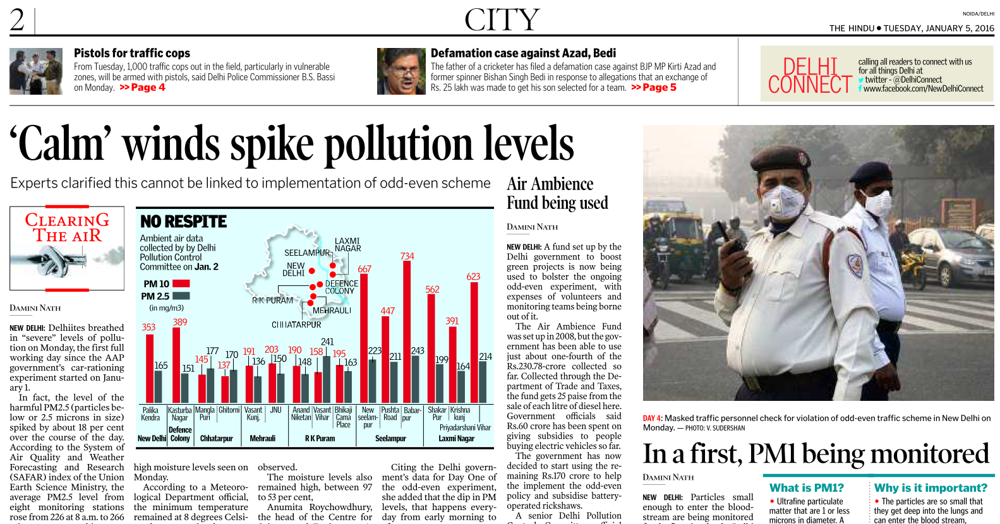 2
CITY
NOIDA/DELHI
THE HINDU ● TUESDAY, JANUARY 5, 2016
Pistols for traffic cops
From Tuesday, 1,000 traffic cops out in the field, particularly in vulnerable
zones, will be armed with pistols, said Delhi Police Commissioner B.S. Bassi
on Monday. >> Page 4
Defamation case against Azad, Bedi
The father of a cricketer has filed a defamation case against BJP MP Kirti Azad and
former spinner Bishan Singh Bedi in response to allegations that an exchange of
Rs. 25 lakh was made to get his son selected for a team. >> Page 5
DELHI
CONNECT
calling all readers to connect with us
for all things Delhi at
twitter - @DelhiConnect
www.facebook.com/NewDelhiConnect
‘Calm’ winds spike pollution levels
Experts clarified this cannot be linked to implementation of odd-even scheme
CLEARING
THE AIR
DAMINI NATH
NEW DELHI: Delhiites breathed
in “severe” levels of pollu-
tion on Monday, the first full
working day since the AAP
government’s car-rationing
experiment started on Janu-
ary 1.
In fact, the level of the
harmful PM2.5 (particles be-
low or 2.5 microns in size)
spiked by about 18 per cent
over the course of the day.
According to the System of
Air Quality and Weather
Forecasting and Research
(SAFAR) index of the Union
Earth Science Ministry, the
average PM2.5 level from
eight monitoring stations
rose from 226 at 8 a.m. to 266
NO RESPITE
Ambient air data
collected by by Delhi
Pollution Control
Committee on Jan. 2
PM 10
PM 2.5
(in mg/m3)
SEELAMPUR
LAXMI
NAGAR
NEW
DELHI
DEFENCE
COLONY
R K PURAM
MEHRAULI
CHHATARPUR
353
165
389
151
145
177
137
170
191
136
203
150
190
148
158
241
195
163
667
223
447
211
734
243
562
199
391
164
623
214
Palika
Kendra
Kasturba
Nagar
Mangla
Puri
Ghitorni
Vasant
Kunj,
JNU
Anand
Niketan
Vasant
Vihar
Bhikaji
Cama
Place
New
seelam-
pur
Pushta
Road
Babar-
pur
Shakar
Pur
Krishna
kunj
Priyadarshani Vihar
New Delhi
Defence
Colony
Chhatarpur
Mehrauli
R K Puram
Seelampur
Laxmi Nagar
high moisture levels seen on
Monday.
According to a Meteoro-
logical Department official,
the minimum temperature
remained at 8 degrees Celsi-
observed.
The moisture levels also
remained high, between 97
to 53 per cent,
Anumita Roychowdhury,
the head of the Centre for
Citing the Delhi govern-
ment’s data for Day One of
the odd-even experiment,
she added that the dip in PM
levels, that happens every-
day from early morning to
Air Ambience
Fund being used
DAMINI NATH
NEW DELHI: A fund set up by the
Delhi government to boost
green projects is now being
used to bolster the ongoing
odd-even experiment, with
expenses of volunteers and
monitoring teams being borne
out of it.
The Air Ambience Fund
was set up in 2008, but the gov-
ernment has been able to use
just about one-fourth of the
Rs.230.78-crore collected so
far. Collected through the De-
partment of Trade and Taxes,
the fund gets 25 paise from the
sale of each litre of diesel here.
Government officials said
Rs.60 crore has been spent on
giving subsidies to people
buying electric vehicles so far.
The government has now
decided to start using the re-
maining Rs.170 crore to help
the implement the odd-even
policy and subsidise battery-
operated rickshaws.
A senior Delhi Pollution
DAY 4: Masked traffic personnel check for violation of odd-even traffic scheme in New Delhi on
Monday. — PHOTO: V. SUDERSHAN
In a first, PM1 being monitored
DAMINI NATH
NEW DELHI: Particles small
enough to enter the blood-
stream are being monitored
What is PM1?
● Ultrafine particulate
matter that are 1 or less
microns in diameter. A
Why is it important?
● The particles are so small that
they get deep into the lungs and
can enter the blood stream,